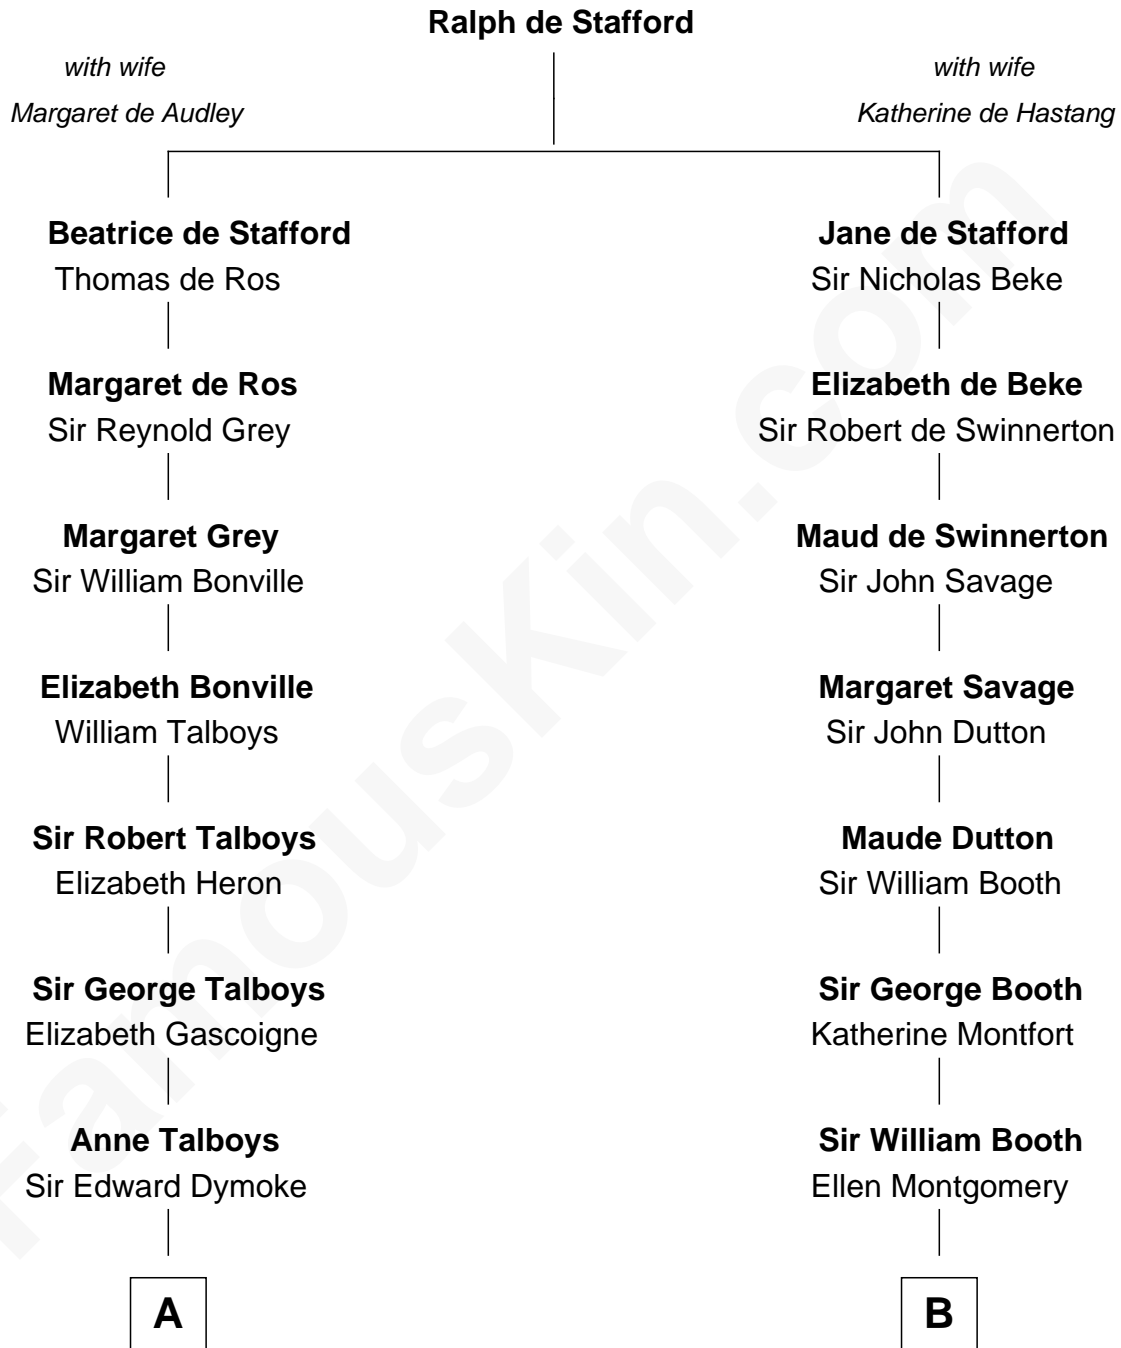 Ralph de Stafford
with wife
Margaret de Audley
with wife
Katherine de Hastang
Beatrice de Stafford
Thomas de Ros
Margaret de Ros
Sir Reynold Grey
Margaret Grey
Sir William Bonville
Elizabeth Bonville
William Talboys
Sir Robert Talboys
Elizabeth Heron
Sir George Talboys
Elizabeth Gascoigne
Anne Talboys
Sir Edward Dymoke
A
Jane de Stafford
Sir Nicholas Beke
Elizabeth de Beke
Sir Robert de Swinnerton
Maud de Swinnerton
Sir John Savage
Margaret Savage
Sir John Dutton
Maude Dutton
Sir William Booth
Sir George Booth
Katherine Montfort
Sir William Booth
Ellen Montgomery
B
FamousKin.com